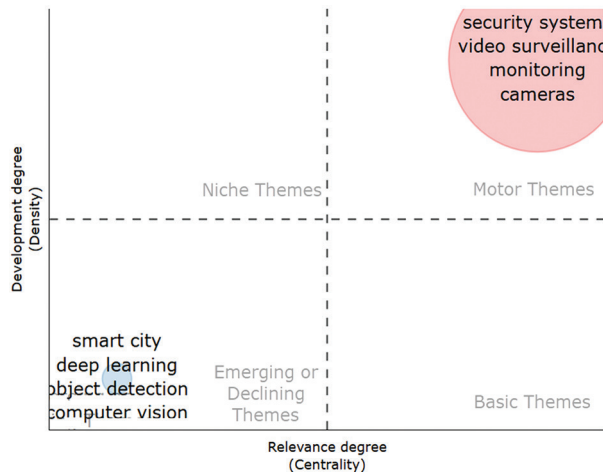 security system
video surveillanc
monitoring
cameras
Niche Themes
Motor Themes
Development degree
(Density)
smart city
deep learning
object detection
computer vision
Emerging or
Declining
Themes
Basic Themes
Relevance degree
(Centrality)